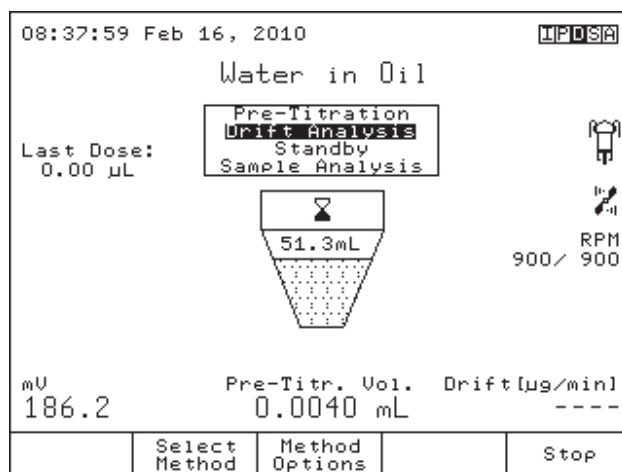 08:37:59 Feb 16, 2010 IPDSA
Water in Oil
Pre-Titration
Drift Analysis
Standby
Sample Analysis
Last Dose:
0.00 µL
51.3mL
RPM
900/ 900
mV Pre-Titr. Vol. Drift[µg/min]
186.2 0.0040 mL ----
Select Method Stop
Method Options